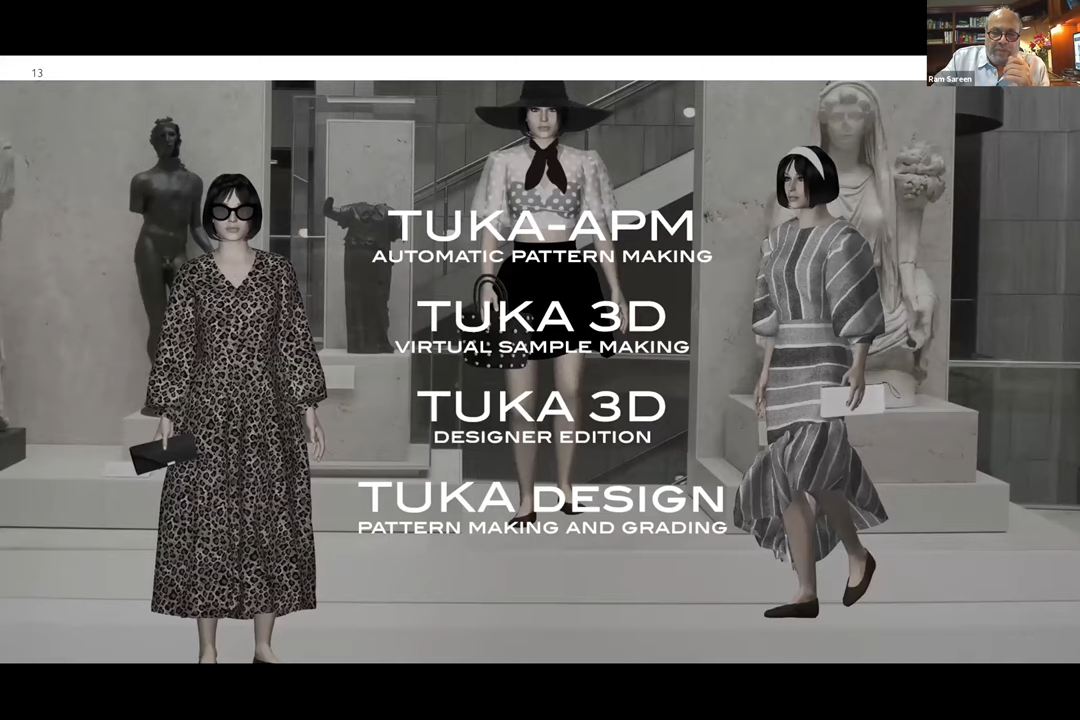 Ram Sareen
13
TUKA-APM
AUTOMATIC PATTERN MAKING
TUKA 3D
VIRTUAL SAMPLE MAKING
TUKA 3D
DESIGNER EDITION
TUKA DESIGN
PATTERN MAKING AND GRADING